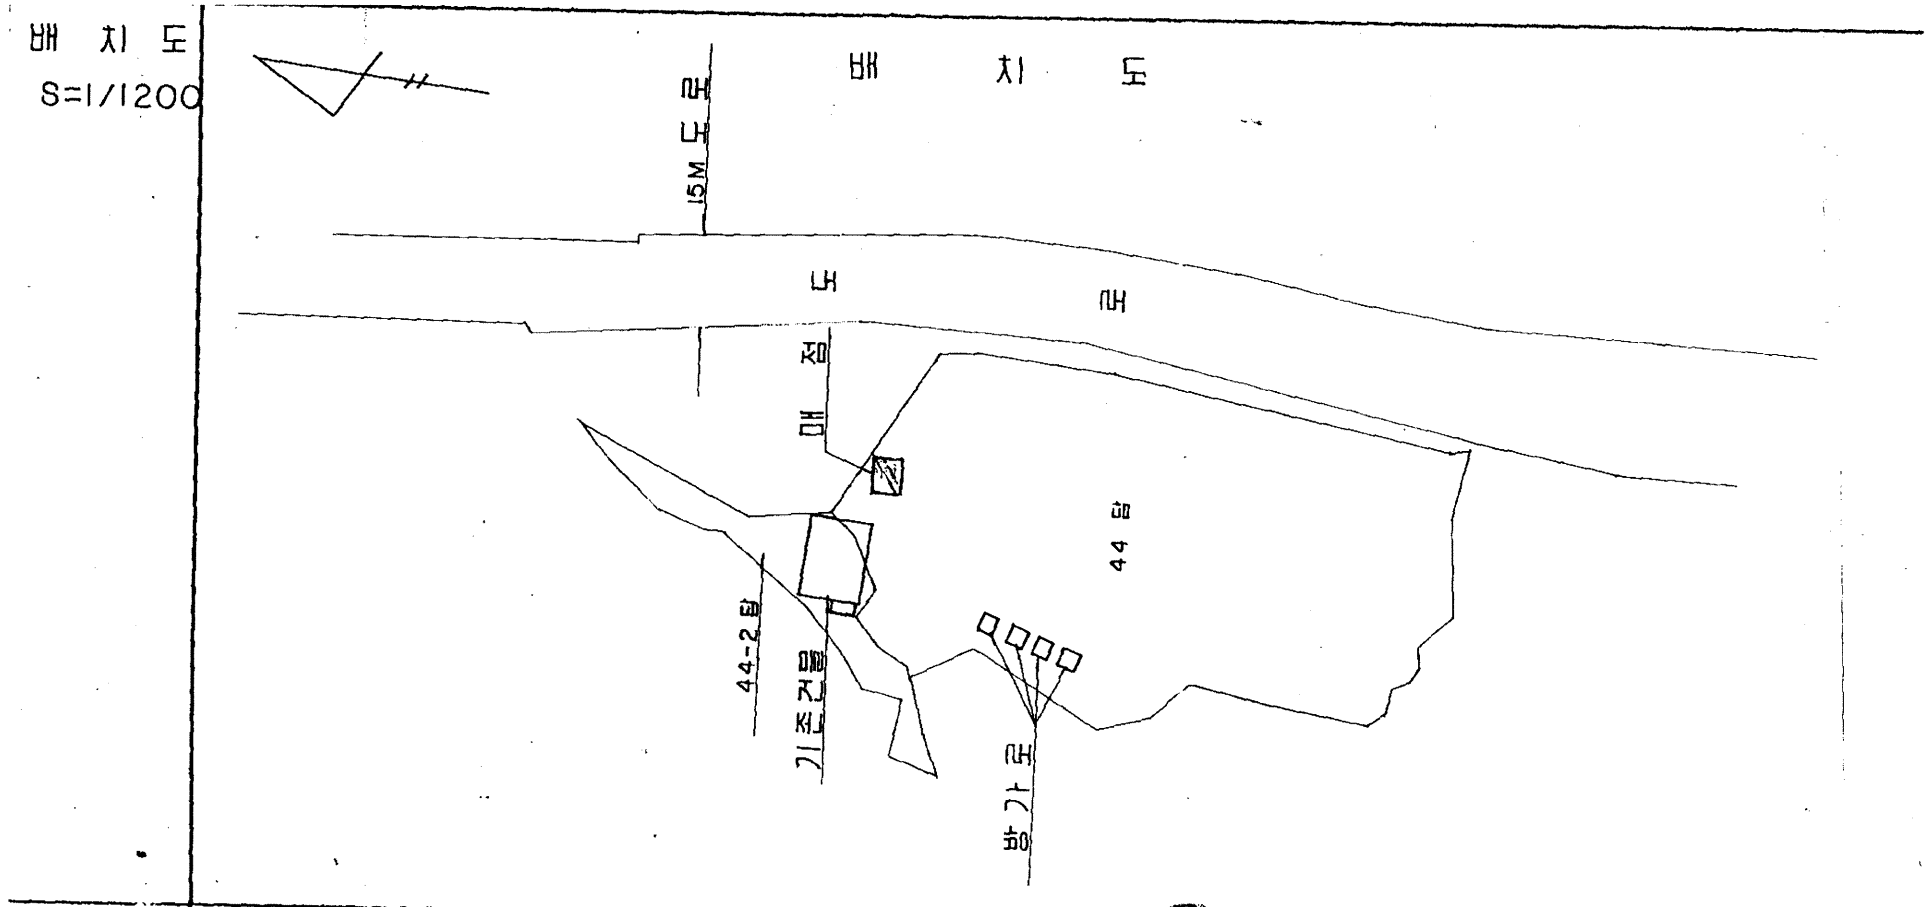 배 치 도
S=1/1200
배 치 도
15M 도로
도 로
매 점
44 답
44-2 답
기존건물
방가로